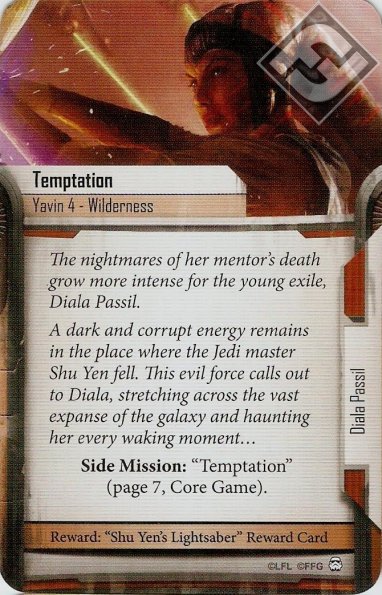 Temptation
Yavin 4 - Wilderness
The nightmares of her mentor's death
grow more intense for the young exile,
Diala Passil.
A dark and corrupt energy remains
in the place where the Jedi master
Shu Yen fell. This evil force calls out
to Diala, stretching across the vast
expanse of the galaxy and haunting
her every waking moment…
Side Mission: “Temptation”
(page 7, Core Game).
Diala Passil
Reward: “Shu Yen's Lightsaber” Reward Card
©LFL ©FFG